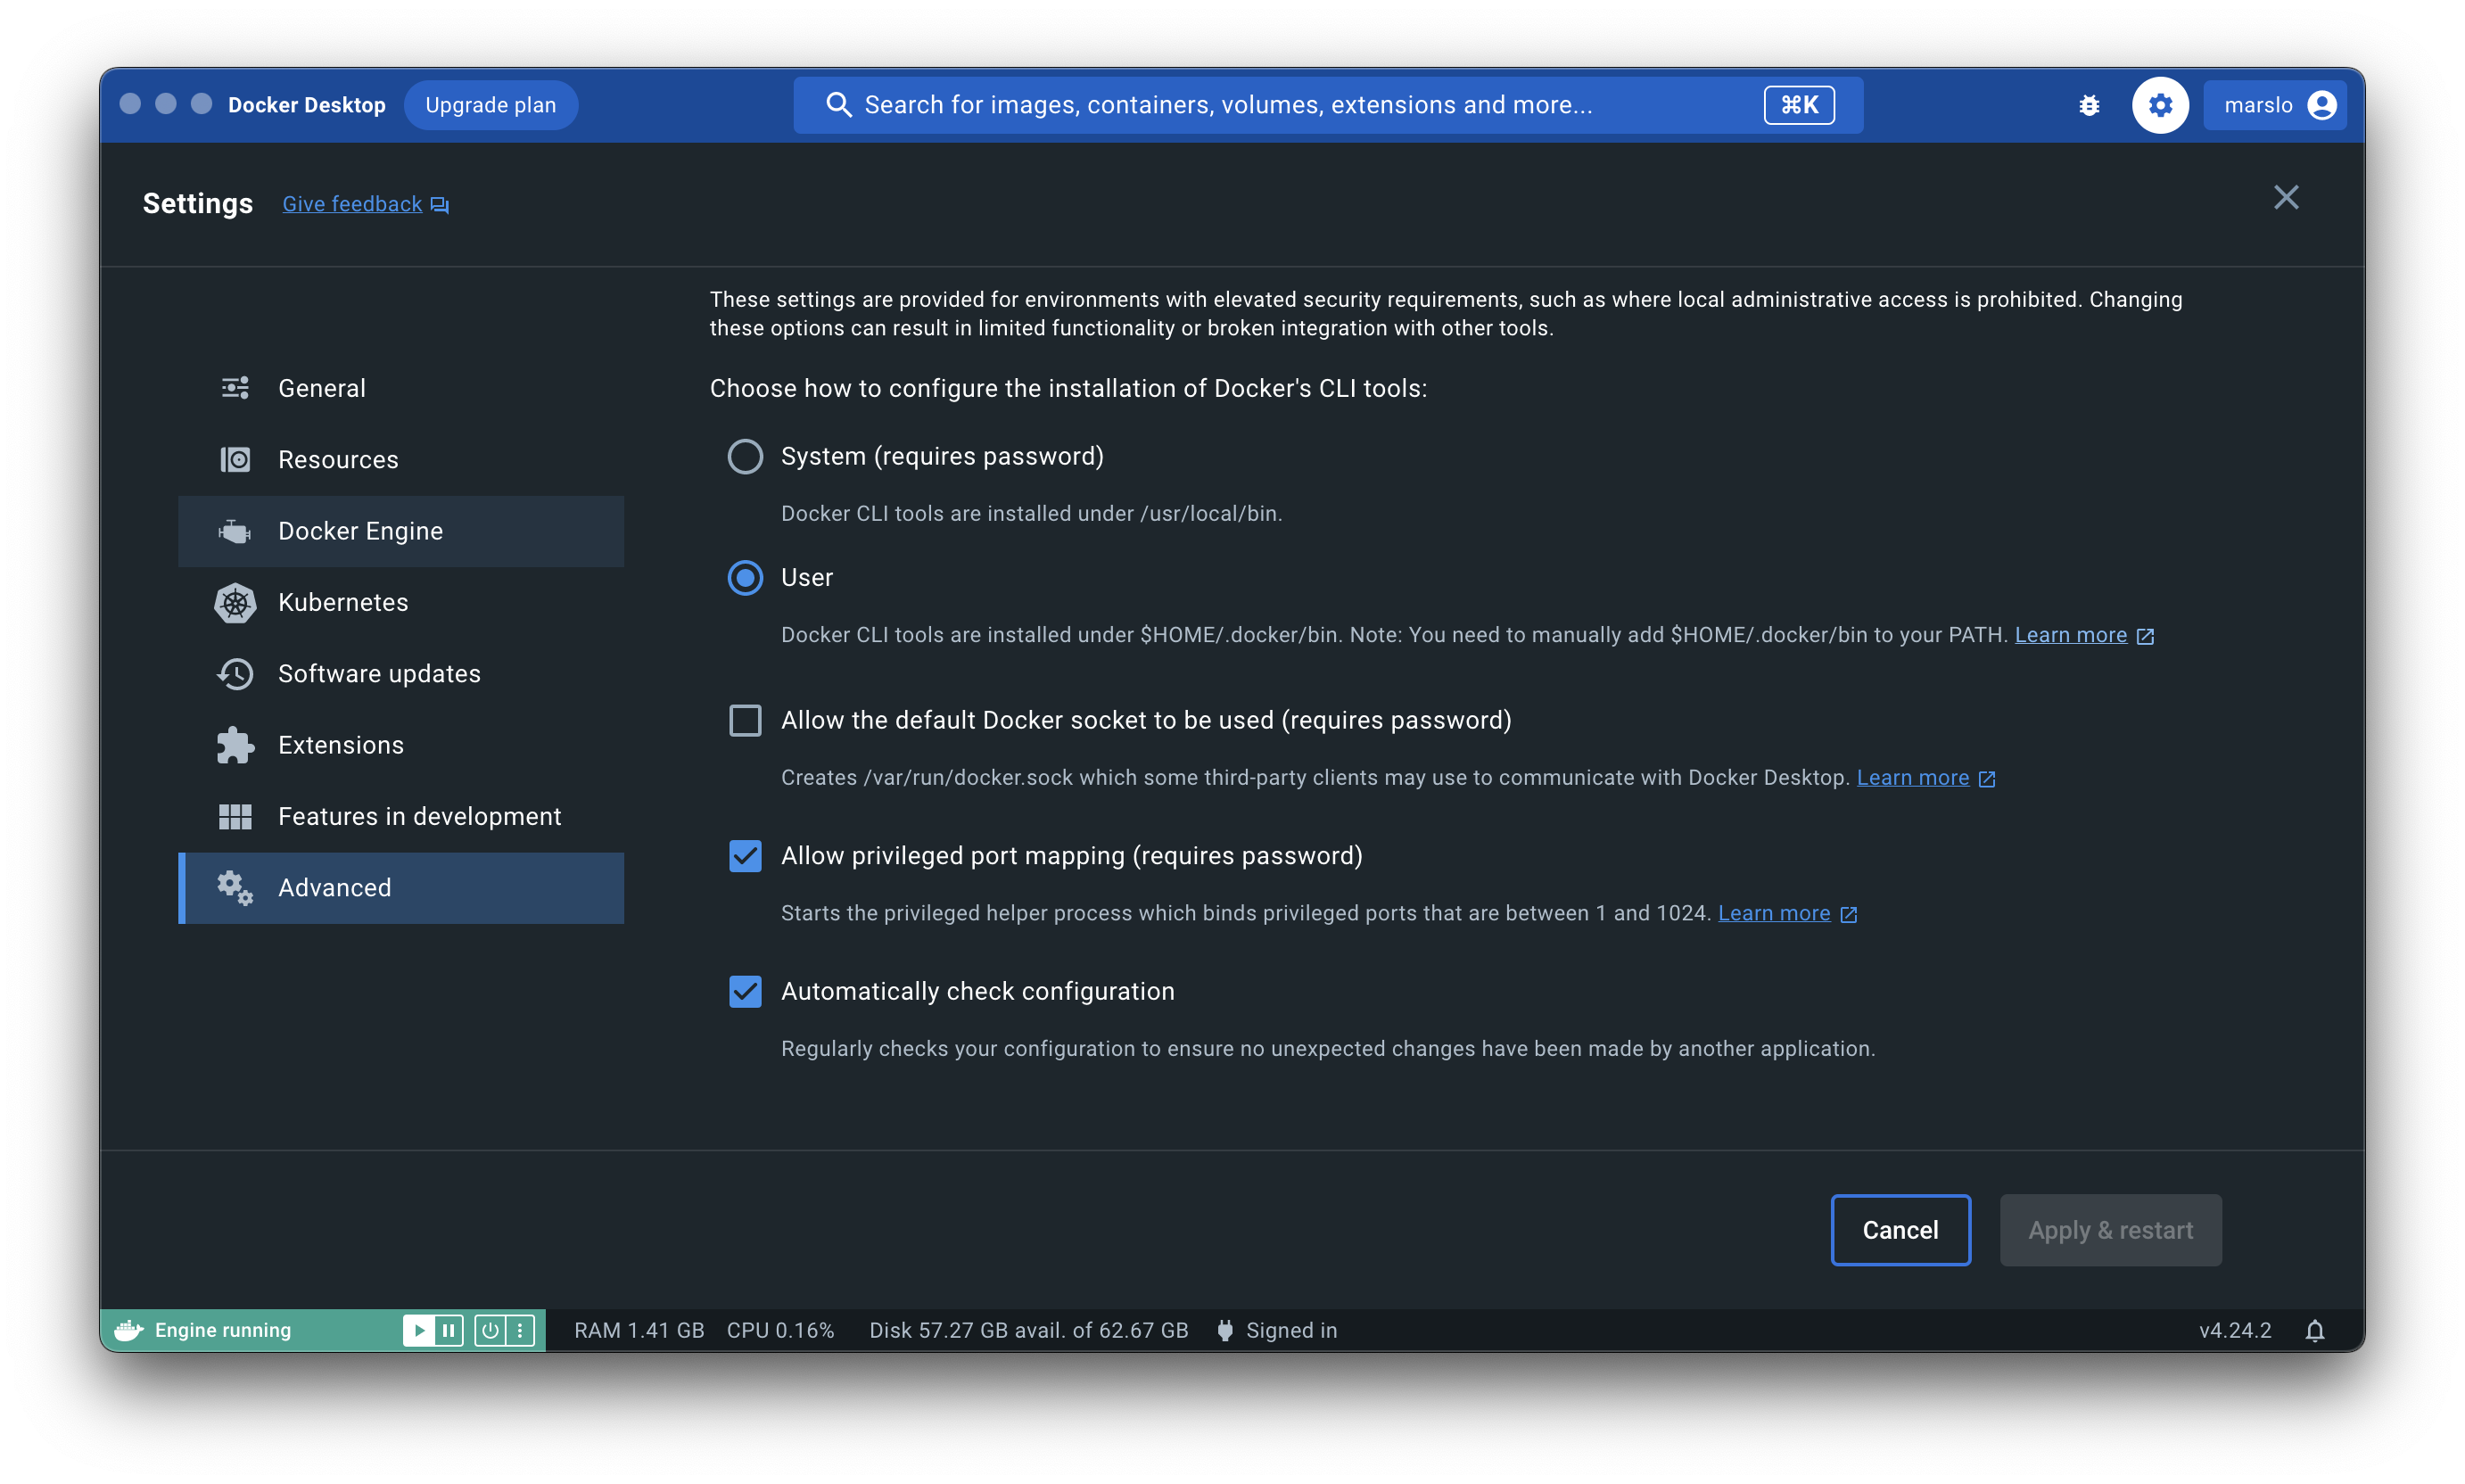 Docker Desktop
Upgrade plan
Search for images, containers, volumes, extensions and more...
⌘K
marslo
Settings
Give feedback
These settings are provided for environments with elevated security requirements, such as where local administrative access is prohibited. Changing
these options can result in limited functionality or broken integration with other tools.
General
Resources
Docker Engine
Kubernetes
Software updates
Extensions
Features in development
Advanced
Choose how to configure the installation of Docker's CLI tools:
System (requires password)
Docker CLI tools are installed under /usr/local/bin.
User
Docker CLI tools are installed under $HOME/.docker/bin. Note: You need to manually add $HOME/.docker/bin to your PATH. Learn more
Allow the default Docker socket to be used (requires password)
Creates /var/run/docker.sock which some third-party clients may use to communicate with Docker Desktop. Learn more
Allow privileged port mapping (requires password)
Starts the privileged helper process which binds privileged ports that are between 1 and 1024. Learn more
Automatically check configuration
Regularly checks your configuration to ensure no unexpected changes have been made by another application.
Cancel
Apply & restart
Engine running
RAM 1.41 GB
CPU 0.16%
Disk 57.27 GB avail. of 62.67 GB
Signed in
v4.24.2